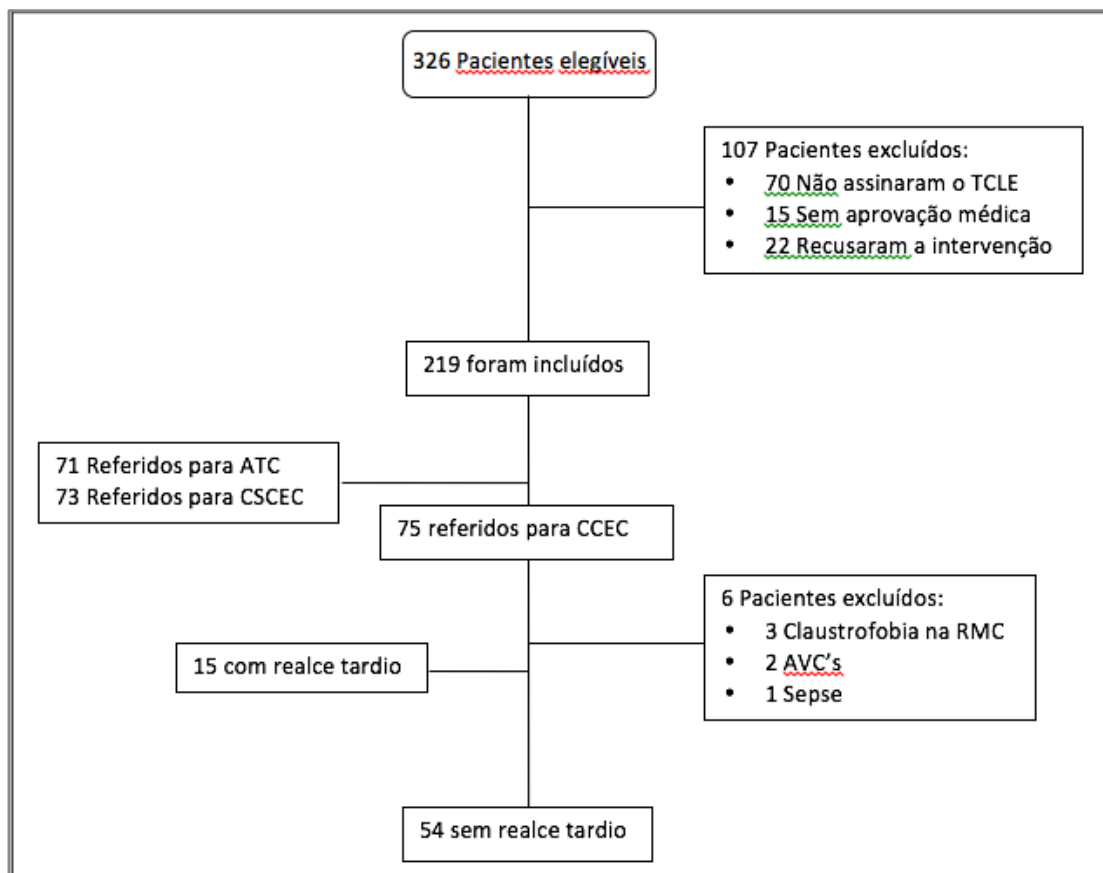 326 Pacientes elegíveis
107 Pacientes excluídos:
• 70 Não assinaram o TCLE
• 15 Sem aprovação médica
• 22 Recusaram a intervenção
219 foram incluídos
71 Referidos para ATC
73 Referidos para CSCEC
75 referidos para CCEC
6 Pacientes excluídos:
• 3 Claustrofobia na RMC
• 2 AVC's
• 1 Sepse
15 com realce tardio
54 sem realce tardio